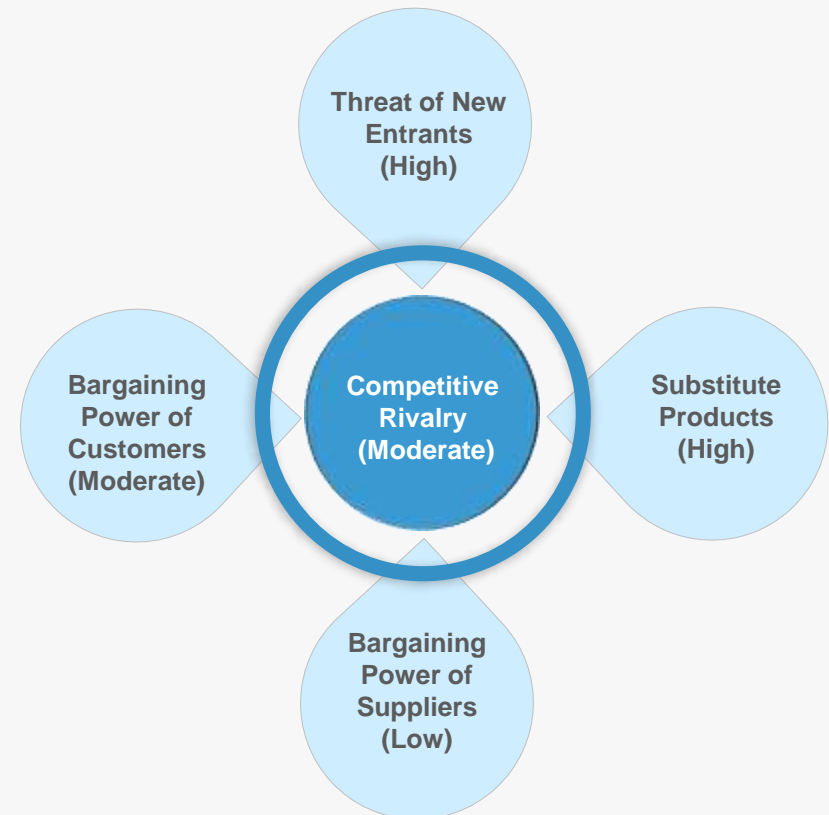 Threat of New
Entrants
(High)
Bargaining
Power of
Customers
(Moderate)
Competitive
Rivalry
(Moderate)
Substitute
Products
(High)
Bargaining
Power of
Suppliers
(Low)